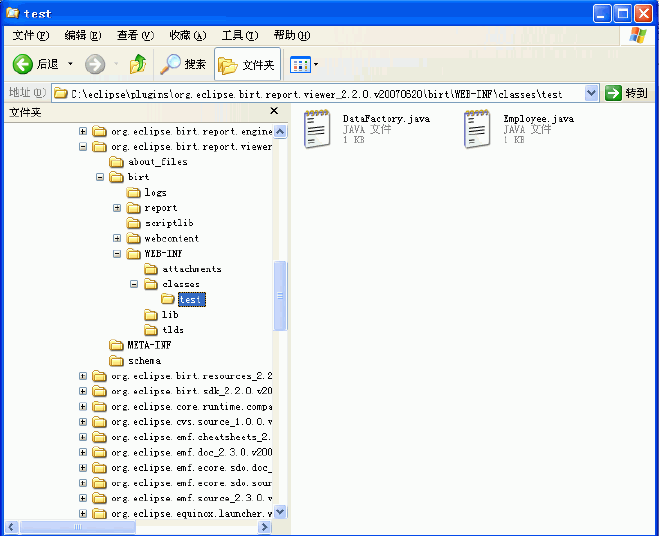 test
文件(F) 编辑(E) 查看(V) 收藏(A) 工具(T) 帮助(H)
后退 搜索 文件夹
地址(D) C:\eclipse\plugins\org.eclipse.birt.report.viewer_2.2.0.v20070620\birt\WEB-INF\classes\test 转到
文件夹
org.eclipse.birt.report.engine
org.eclipse.birt.report.viewer
about_files
birt
logs
report
scriptlib
webcontent
WEB-INF
attachments
classes
test
lib
tlds
META-INF
schema
org.eclipse.birt.resources_2.2
org.eclipse.birt.sdk_2.2.0.v20
org.eclipse.core.runtime.compa
org.eclipse.cvs.source_1.0.0.v
org.eclipse.emf.cheatsheets_2.
org.eclipse.emf.doc_2.3.0.v200
org.eclipse.emf.ecore.sdo.doc_
org.eclipse.emf.ecore.sdo.sour
org.eclipse.emf.source_2.3.0.v
org.eclipse.equinox.launcher.w
DataFactory.java
JAVA 文件
1 KB
Employee.java
JAVA 文件
1 KB